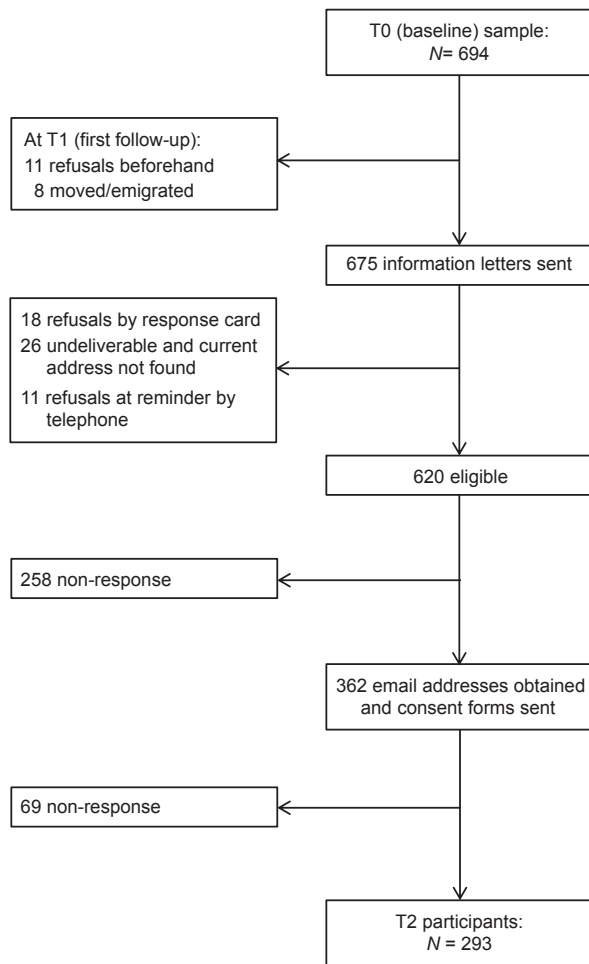 T0 (baseline) sample:
N= 694
At T1 (first follow-up):
11 refusals beforehand
8 moved/emigrated
675 information letters sent
18 refusals by response card
26 undeliverable and current
address not found
11 refusals at reminder by
telephone
620 eligible
258 non-response
362 email addresses obtained
and consent forms sent
69 non-response
T2 participants:
N = 293